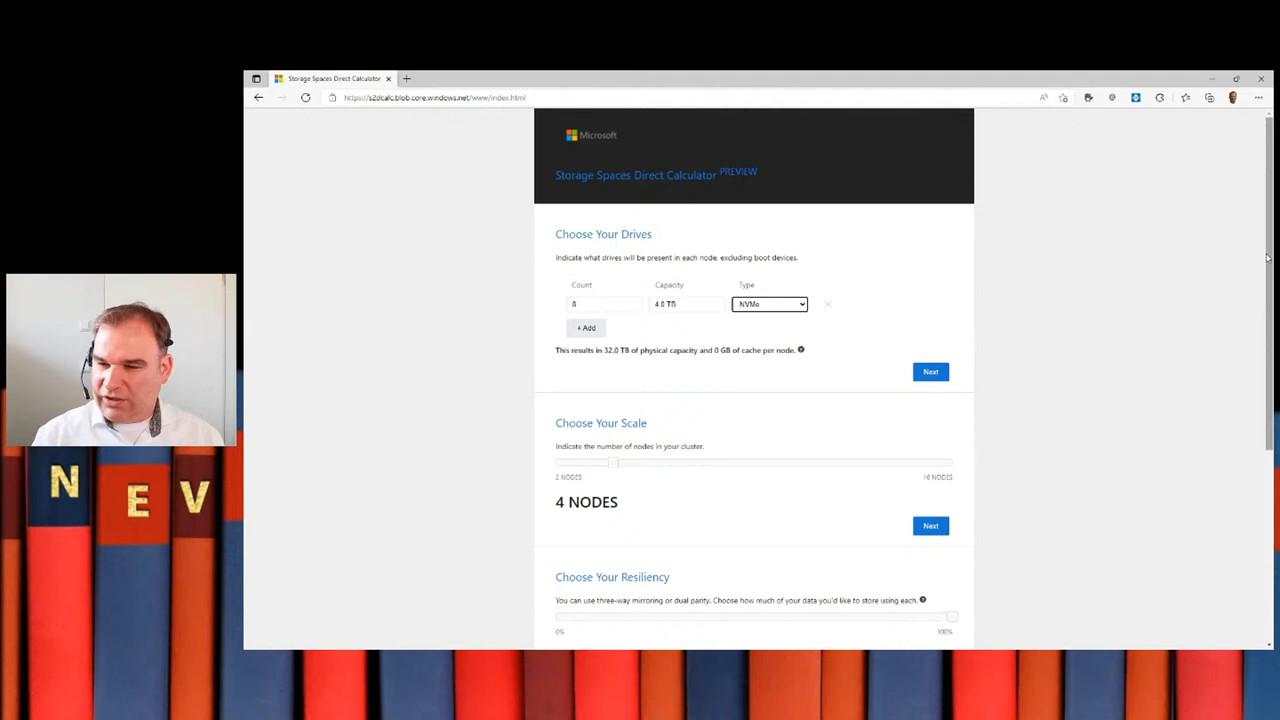 Storage Spaces Direct Calculator
https://s2dcalc.blob.core.windows.net/www/index.html
Microsoft
Storage Spaces Direct Calculator PREVIEW
Choose Your Drives
Indicate what drives will be present in each node, excluding boot devices.
Count Capacity Type
8 4.0 TB NVMe
+ Add
This results in 32.0 TB of physical capacity and 0 GB of cache per node.
Next
Choose Your Scale
Indicate the number of nodes in your cluster.
2 NODES 16 NODES
4 NODES
Next
Choose Your Resiliency
You can use three-way mirroring or dual parity. Choose how much of your data you'd like to store using each.
0% 100%
N E V